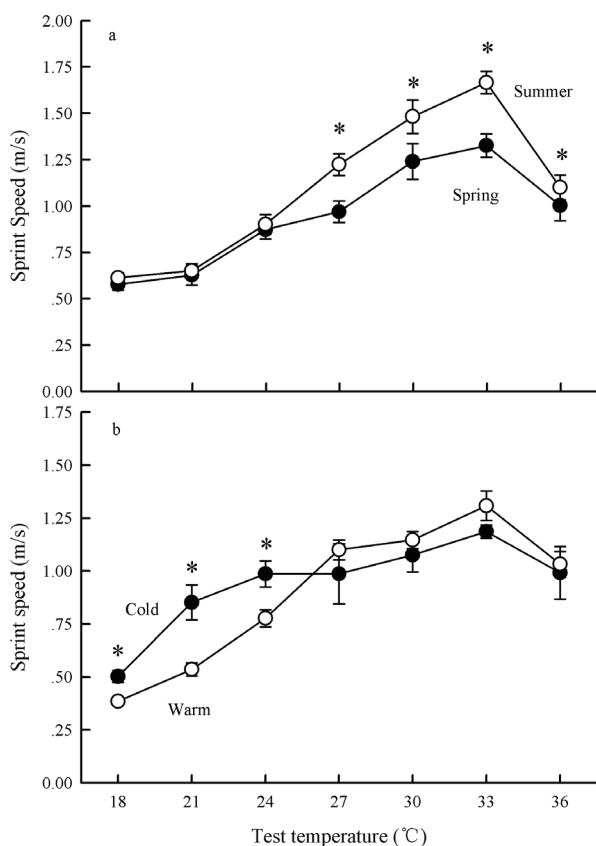 a
2.00
1.75
1.50
1.25
1.00
.75
.50
.25
0.00
Sprint Speed (m/s)
*
*
*
*
Summer
Spring
b
1.75
1.50
1.25
1.00
.75
.50
.25
0.00
Sprint speed (m/s)
*
*
*
Cold
Warm
18 21 24 27 30 33 36
Test temperature (℃)